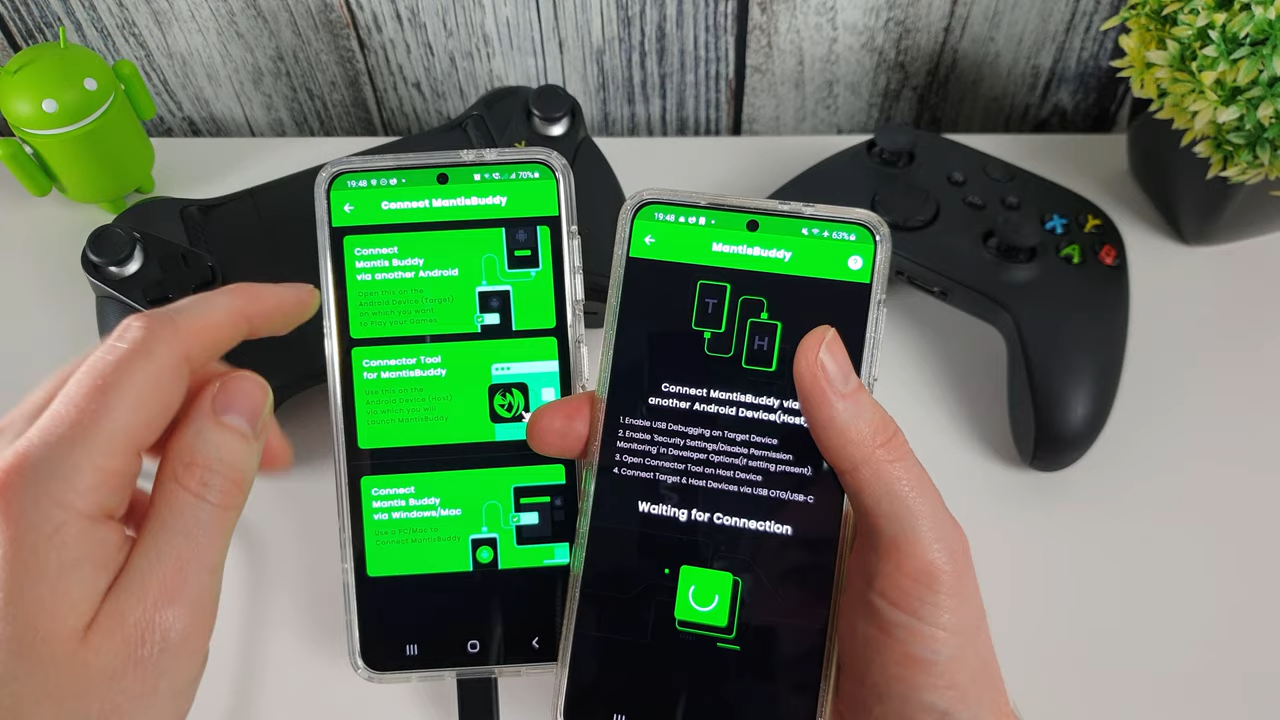 19:48
70%
Connect MantisBuddy
Connect
Mantis Buddy
via another Android
Open this on the
Android Device (Target)
on which you want
to Play your Games
Connector Tool
for MantisBuddy
Use this on the
Android Device (Host)
via which you will
Launch MantisBuddy
Connect
Mantis Buddy
via Windows/Mac
Use a PC/Mac to
Connect MantisBuddy
19:48
63%
MantisBuddy
?
T
H
Connect MantisBuddy via
another Android Device(Host)
1. Enable USB Debugging on Target Device
2. Enable 'Security Settings/Disable Permission
Monitoring' in Developer Options(if setting present).
3. Open Connector Tool on Host Device
4. Connect Target & Host Devices via USB OTG/USB-C
Waiting for Connection
Y
X
A
B